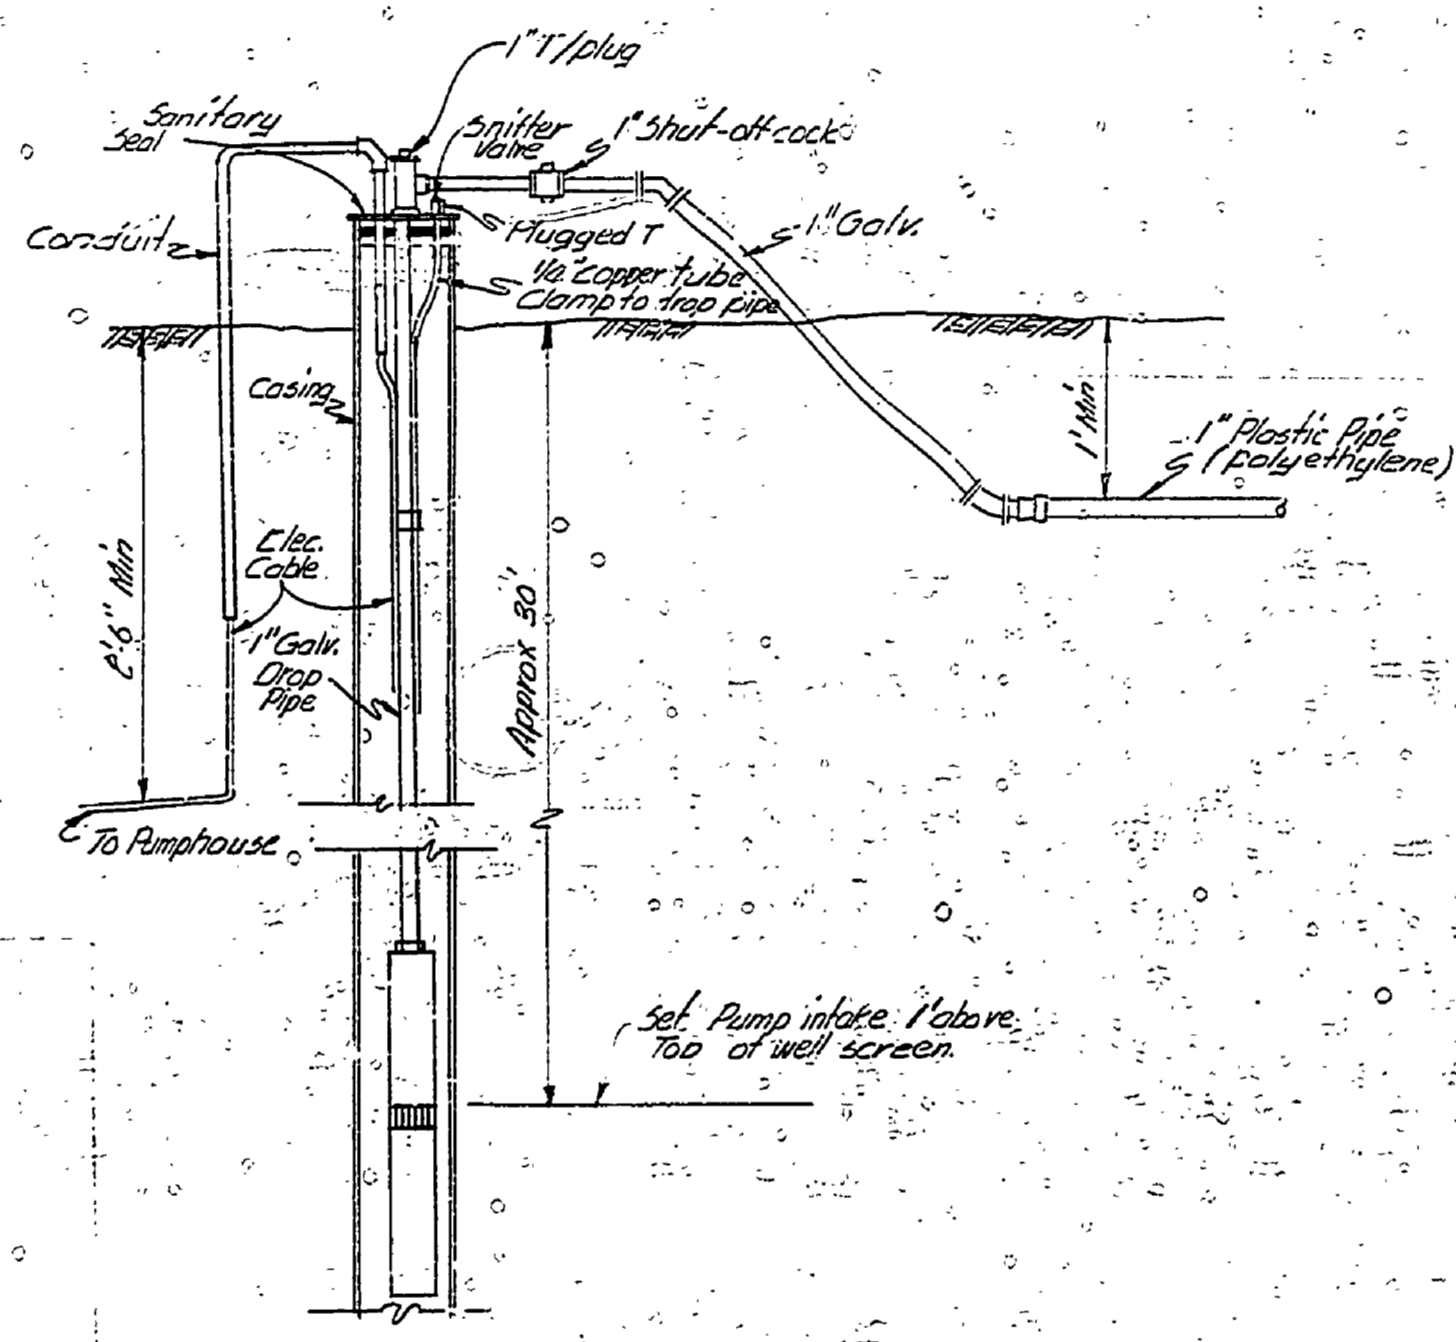 1" T/plug
Sanitary
Seal
Snifter
Valve
1" Shut-off cock
Conduit
Plugged T
1" Galv.
1/4" Copper tube
Clamp to drop pipe
Casing
1' Min
1" Plastic Pipe
(polyethylene)
Elec.
Cable
2'-6" Min
1" Galv.
Drop
Pipe
Approx 30'
To Pumphouse
Set Pump intake 1' above
Top of well screen.